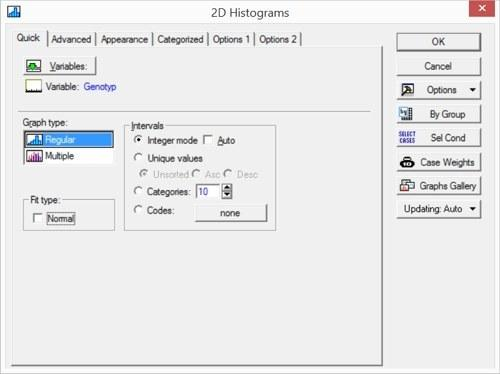 2D Histograms
Quick Advanced Appearance Categorized Options 1 Options 2
Variables:
Variable: Genotyp
Graph type:
Regular
Multiple
Fit type:
Normal
Intervals
Integer mode Auto
Unique values
Unsorted Asc Desc
Categories: 10
Codes: none
OK
Cancel
Options
By Group
SELECT CASES Sel Cond
Case Weights
Graphs Gallery
Updating: Auto